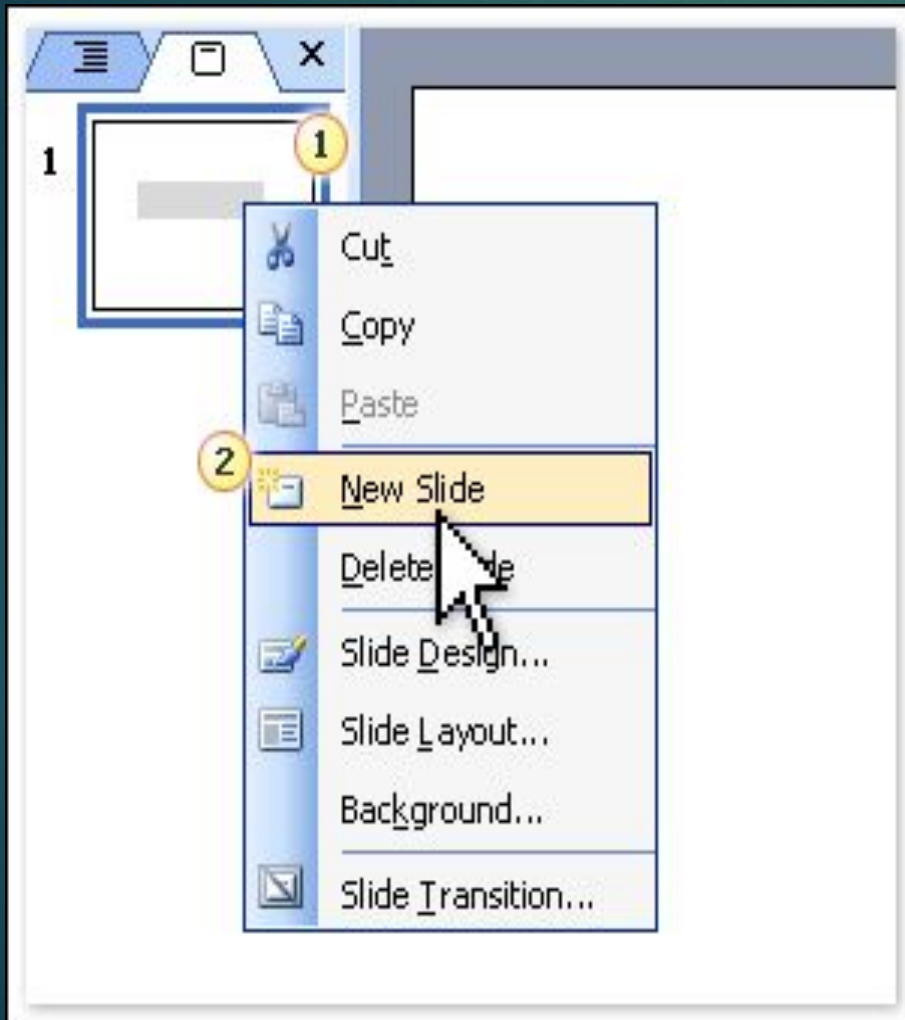 1
1
Cut
Copy
Paste
2
New Slide
Delete
Slide Design...
Slide Layout...
Background...
Slide Transition...